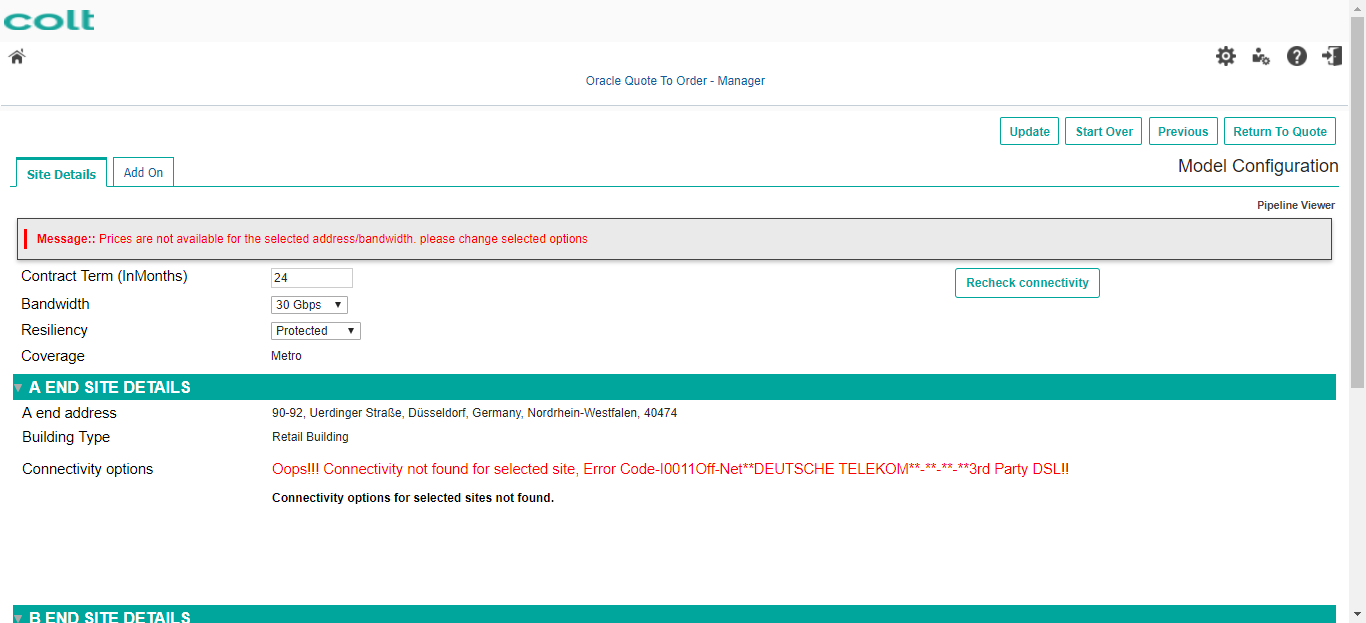 colt
Oracle Quote To Order - Manager
Update Start Over Previous Return To Quote
Site Details Add On
Model Configuration
Pipeline Viewer
Message:: Prices are not available for the selected address/bandwidth. please change selected options
Contract Term (InMonths) 24 Recheck connectivity
Bandwidth 30 Gbps
Resiliency Protected
Coverage Metro
A END SITE DETAILS
A end address 90-92, Uerdinger Straße, Düsseldorf, Germany, Nordrhein-Westfalen, 40474
Building Type Retail Building
Connectivity options Oops!!! Connectivity not found for selected site, Error Code-I0011Off-Net**DEUTSCHE TELEKOM**-**-**-**3rd Party DSL!!
Connectivity options for selected sites not found.
B END SITE DETAILS